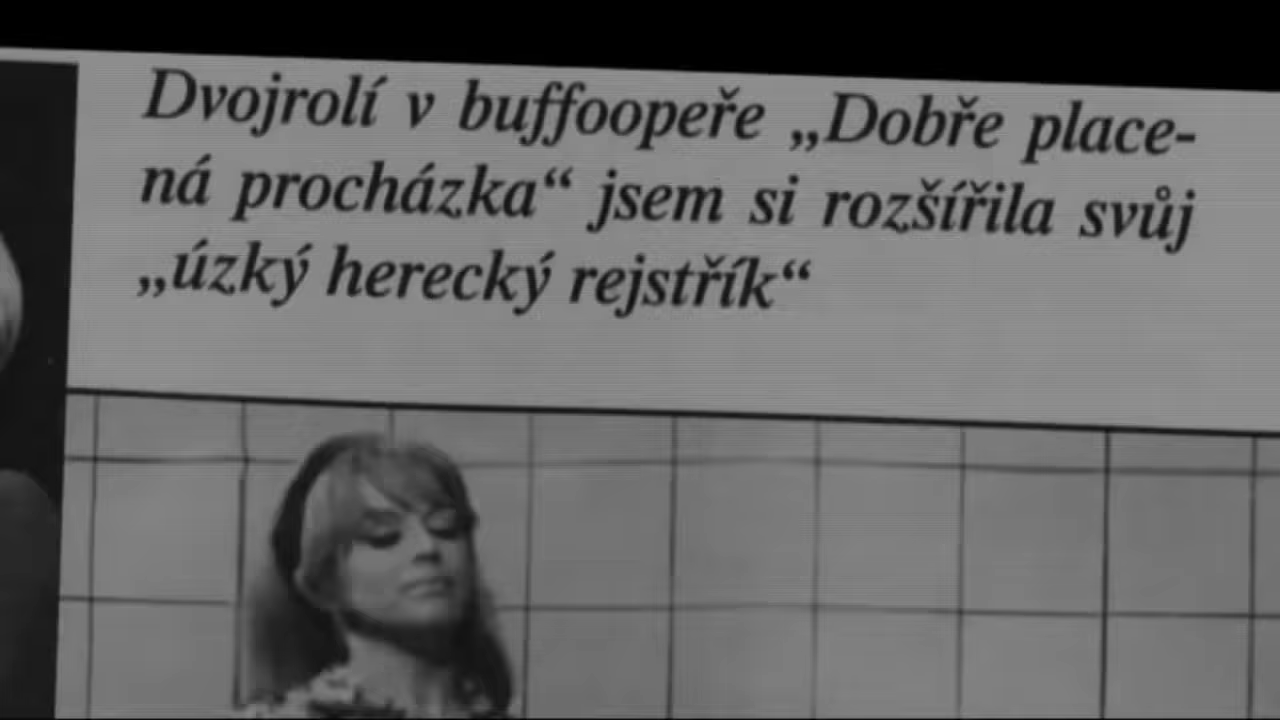 Dvojrolí v buffoopeře „Dobře place-
ná procházka“ jsem si rozšířila svůj
„úzký herecký rejstřík“